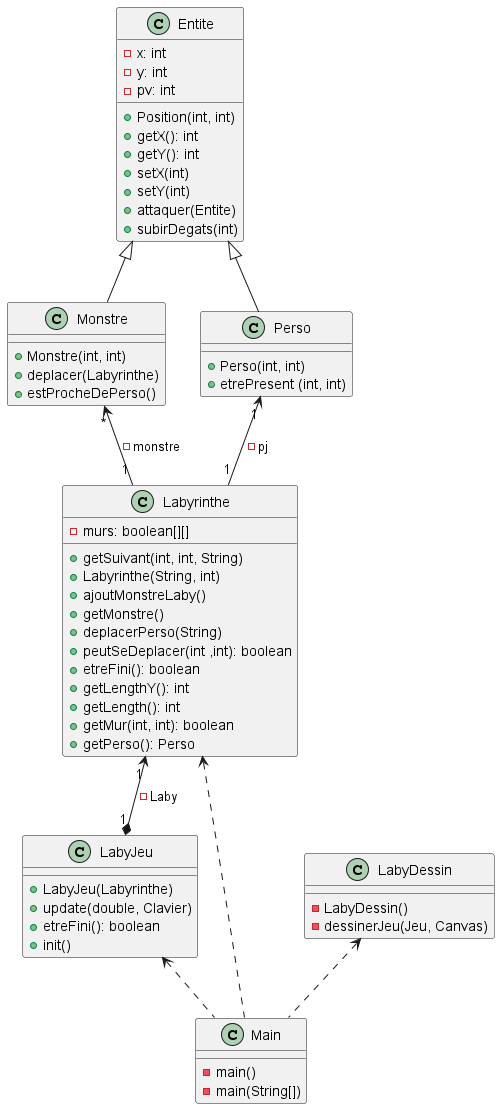 C Entite
x: int
y: int
pv: int
Position(int, int)
getX(): int
getY(): int
setX(int)
setY(int)
attaquer(Entite)
subirDegats(int)
C Monstre
Monstre(int, int)
deplacer(Labyrinthe)
estProcheDePerso()
C Perso
Perso(int, int)
etrePresent (int, int)
*
1
monstre
pj
1
1
C Labyrinthe
murs: boolean[][]
getSuivant(int, int, String)
Labyrinthe(String, int)
ajoutMonstreLaby()
getMonstre()
deplacerPerso(String)
peutSeDeplacer(int ,int): boolean
etreFini(): boolean
getLengthY(): int
getLength(): int
getMur(int, int): boolean
getPerso(): Perso
1
Laby
1
C LabyJeu
LabyJeu(Labyrinthe)
update(double, Clavier)
etreFini(): boolean
init()
C LabyDessin
LabyDessin()
dessinerJeu(Jeu, Canvas)
C Main
main()
main(String[])